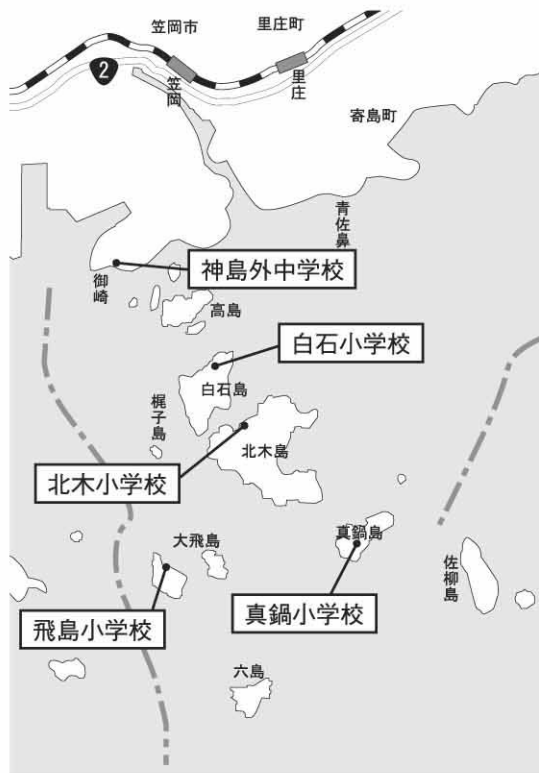 笠岡市
里庄町
2
笠岡
里庄
寄島町
青佐鼻
神島外中学校
御崎
高島
白石小学校
白石島
梶子島
北木島
北木小学校
大飛島
真鍋島
佐柳島
飛島小学校
真鍋小学校
六島